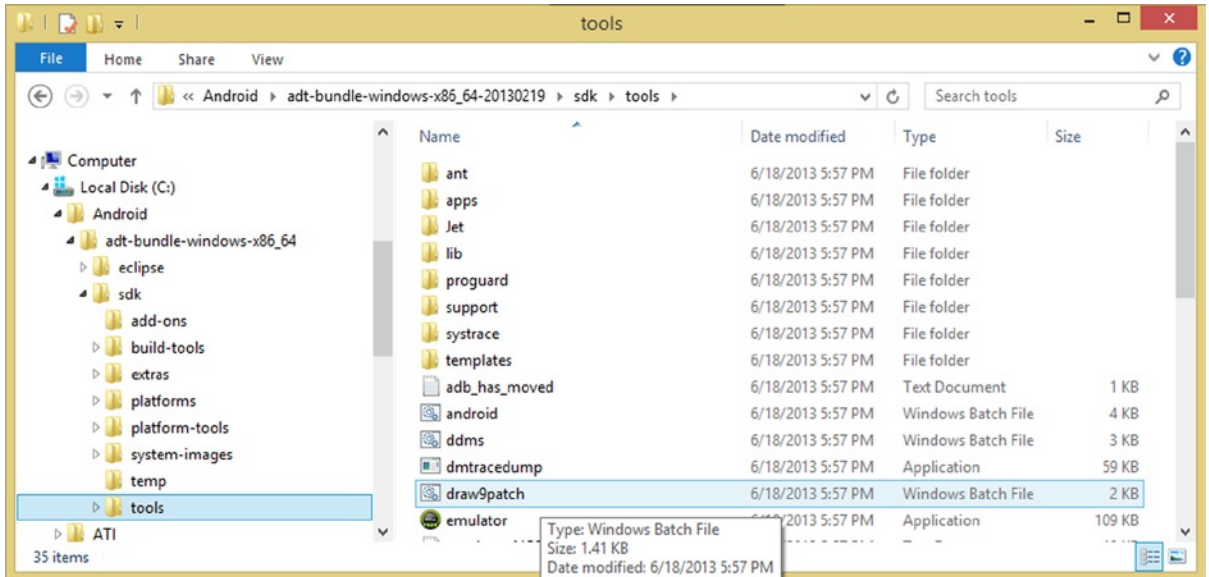 tools
File Home Share View
« Android adt-bundle-windows-x86_64-20130219 sdk tools Search tools
Name Date modified Type Size
Computer
Local Disk (C:)
Android
adt-bundle-windows-x86_64
eclipse
sdk
add-ons
build-tools
extras
platforms
platform-tools
system-images
temp
tools
ATI
ant 6/18/2013 5:57 PM File folder
apps 6/18/2013 5:57 PM File folder
Jet 6/18/2013 5:57 PM File folder
lib 6/18/2013 5:57 PM File folder
proguard 6/18/2013 5:57 PM File folder
support 6/18/2013 5:57 PM File folder
systrace 6/18/2013 5:57 PM File folder
templates 6/18/2013 5:57 PM File folder
adb_has_moved 6/18/2013 5:57 PM Text Document 1 KB
android 6/18/2013 5:57 PM Windows Batch File 4 KB
ddms 6/18/2013 5:57 PM Windows Batch File 3 KB
dmtracedump 6/18/2013 5:57 PM Application 59 KB
draw9patch 6/18/2013 5:57 PM Windows Batch File 2 KB
emulator 5:57 PM Application 109 KB
Type: Windows Batch File
Size: 1.41 KB
Date modified: 6/18/2013 5:57 PM
35 items